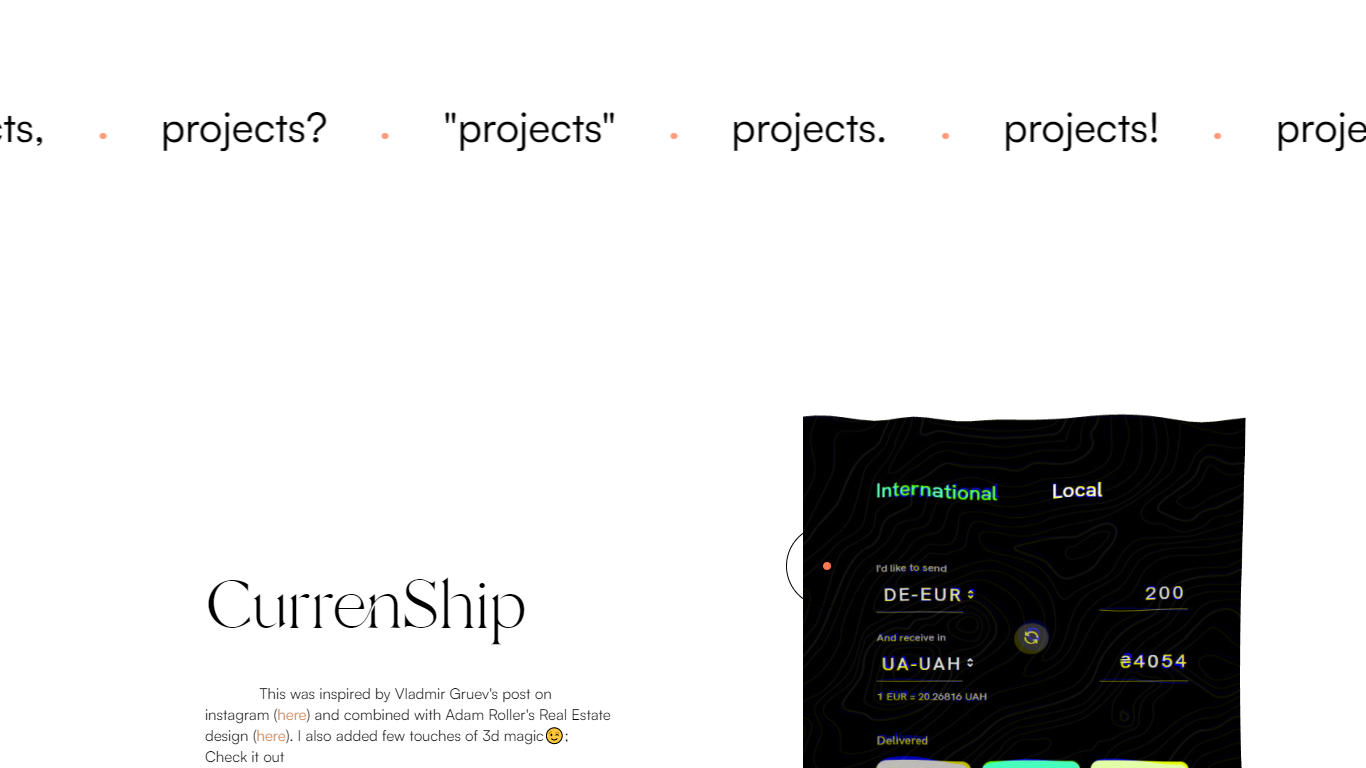 cts, • projects? • "projects" • projects. • projects! • proje
International Local
I'd like to send
DE-EUR 200
And receive in
UA-UAH ₴4054
1 EUR = 20.26816 UAH
Delivered
CurrenShip
This was inspired by Vladmir Gruev's post on
instagram (here) and combined with Adam Roller's Real Estate
design (here). I also added few touches of 3d magic😉;
Check it out